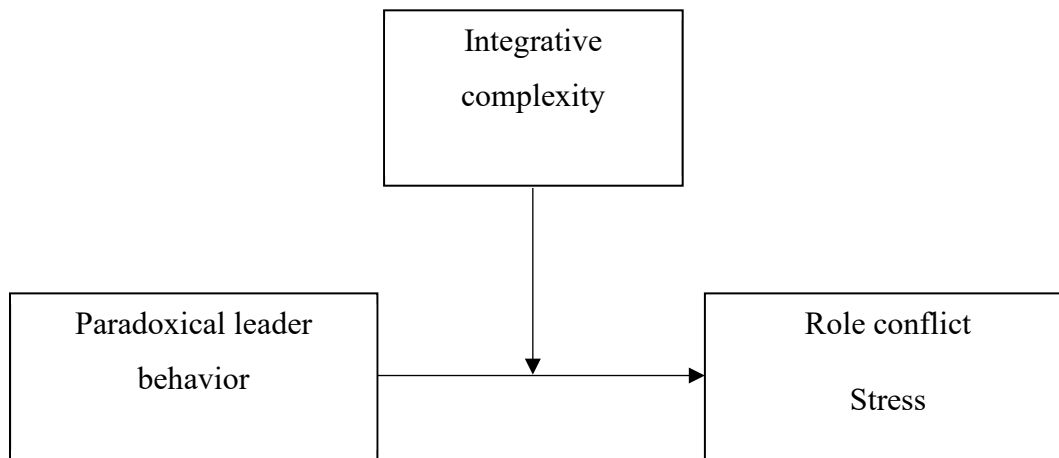 Integrative
complexity
Paradoxical leader
behavior
Role conflict
Stress